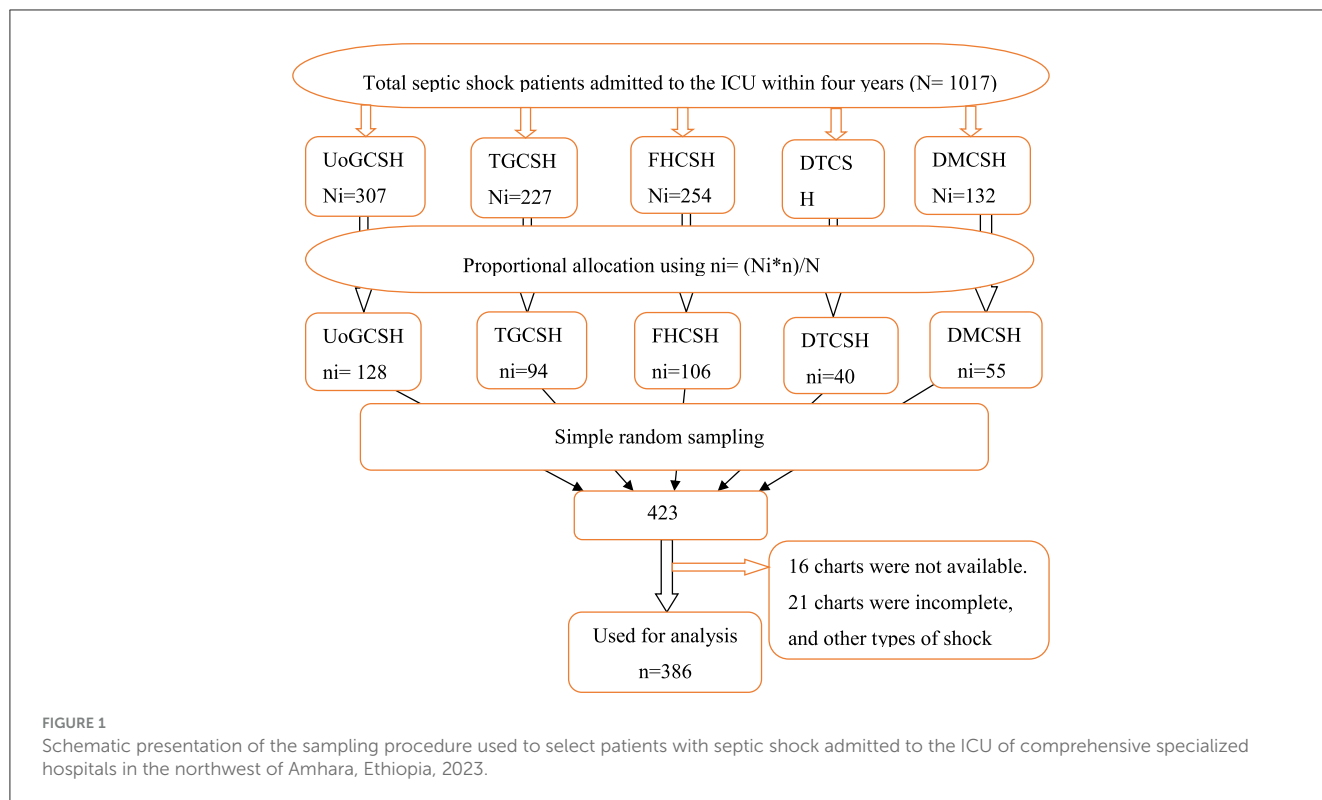 Total septic shock patients admitted to the ICU within four years (N= 1017)
UoGCSH
Ni=307
TGCSH
Ni=227
FHCSH
Ni=254
DTCS
H
DMCSH
Ni=132
Proportional allocation using ni= (Ni*n)/N
UoGCSH
ni= 128
TGCSH
ni=94
FHCSH
ni=106
DTCSH
ni=40
DMCSH
ni=55
Simple random sampling
423
16 charts were not available.
21 charts were incomplete,
and other types of shock
Used for analysis
n=386
FIGURE 1
Schematic presentation of the sampling procedure used to select patients with septic shock admitted to the ICU of comprehensive specialized
hospitals in the northwest of Amhara, Ethiopia, 2023.